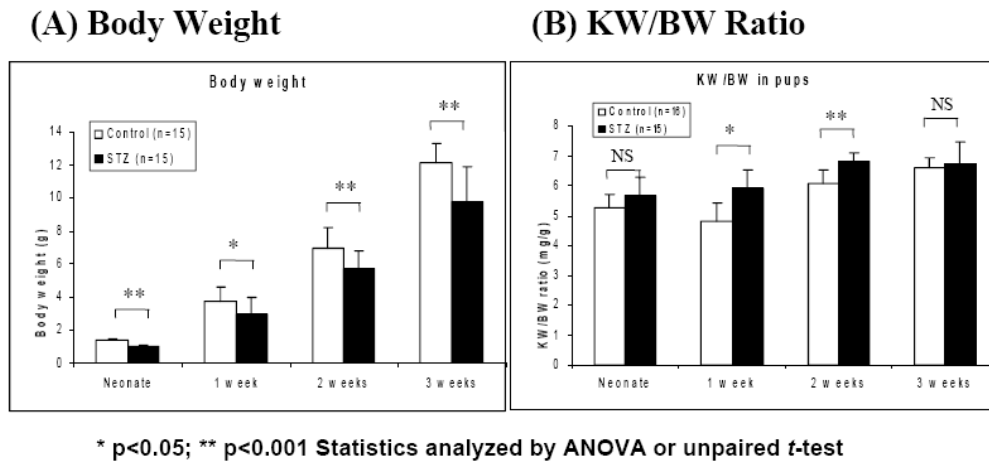 (A) Body Weight
(B) KW/BW Ratio
Body weight
Control (n=15)
STZ (n=15)
Body weight (g)
14
12
10
8
6
4
2
0
**
*
**
**
Neonate 1 week 2 weeks 3 weeks
KW/BW in pups
Control (n=16)
STZ (n=15)
KW/BW ratio (mg/g)
8
7
6
5
4
3
2
1
0
NS
*
**
NS
Neonate 1 week 2 weeks 3 weeks
* p<0.05; ** p<0.001 Statistics analyzed by ANOVA or unpaired t-test